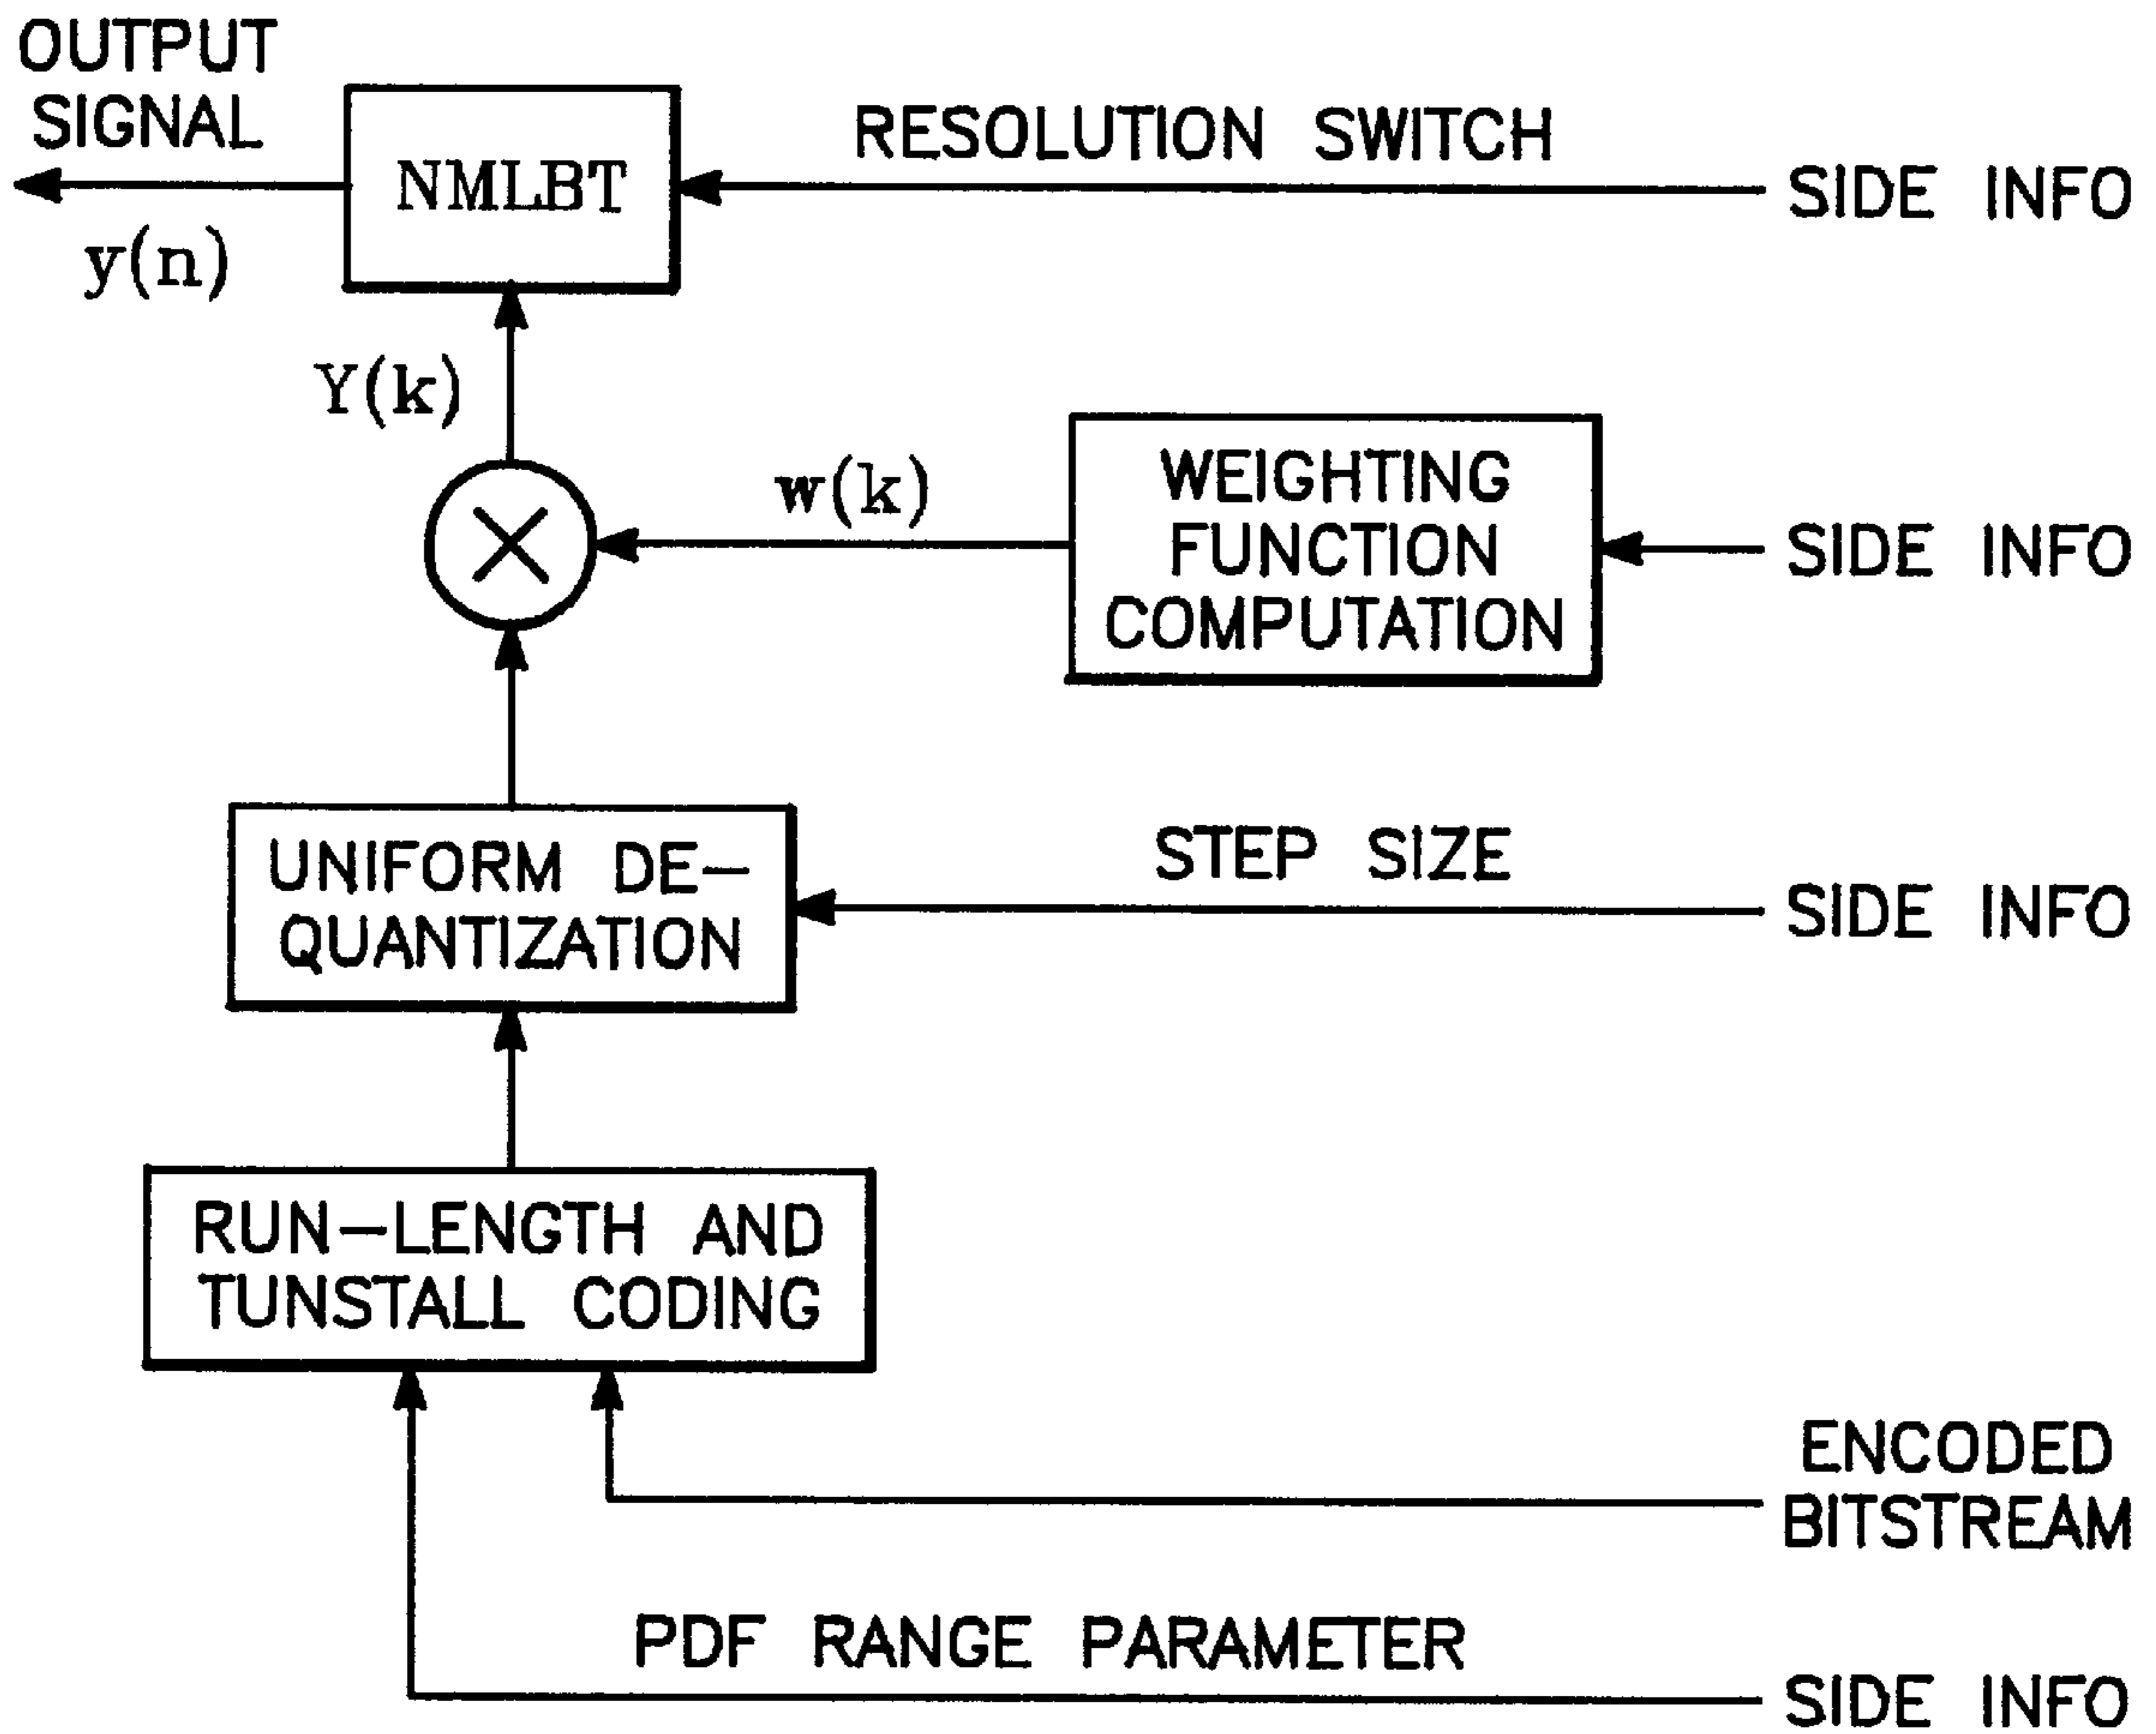 OUTPUT
SIGNAL
NMLBT
RESOLUTION SWITCH
SIDE INFO
y(n)
Y(k)
w(k)
WEIGHTING
FUNCTION
COMPUTATION
SIDE INFO
UNIFORM DE-
QUANTIZATION
STEP SIZE
SIDE INFO
RUN-LENGTH AND
TUNSTALL CODING
ENCODED
BITSTREAM
PDF RANGE PARAMETER
SIDE INFO